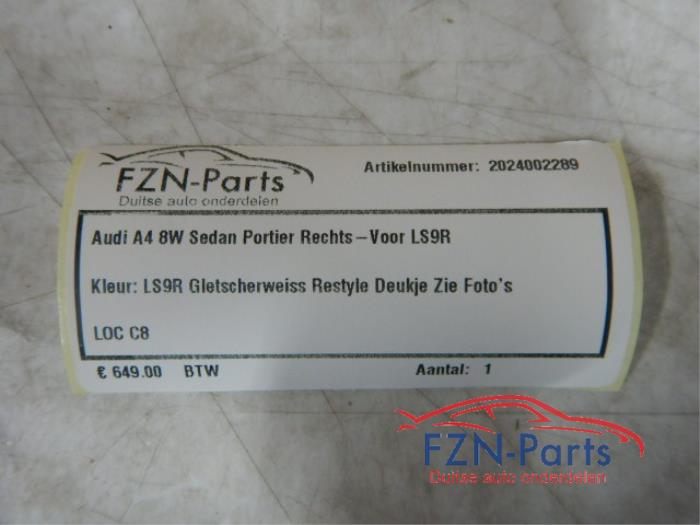 FZN-Parts
Duitse auto onderdelen
Artikelnummer: 2024002289
Audi A4 8W Sedan Portier Rechts-Voor LS9R
Kleur: LS9R Gletscherweiss Restyle Deukje Zie Foto's
LOC C8
€ 649.00 BTW
Aantal: 1
FZN-Parts
Duitse auto onderdelen